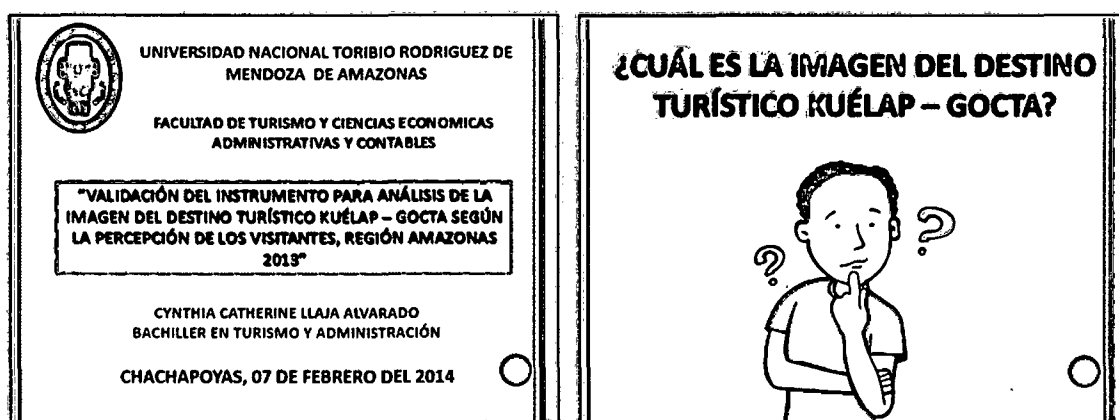 UNIVERSIDAD NACIONAL TORIBIO RODRIGUEZ DE
MENDOZA DE AMAZONAS
FACULTAD DE TURISMO Y CIENCIAS ECONOMICAS
ADMINISTRATIVAS Y CONTABLES
"VALIDACIÓN DEL INSTRUMENTO PARA ANÁLISIS DE LA
IMAGEN DEL DESTINO TURÍSTICO KUÉLAP – GOCTA SEGÚN
LA PERCEPCIÓN DE LOS VISITANTES, REGIÓN AMAZONAS
2013"
CYNTHIA CATHERINE LLAJA ALVARADO
BACHILLER EN TURISMO Y ADMINISTRACIÓN
CHACHAPOYAS, 07 DE FEBRERO DEL 2014
¿CUÁL ES LA IMAGEN DEL DESTINO
TURÍSTICO KUÉLAP – GOCTA?
? ?